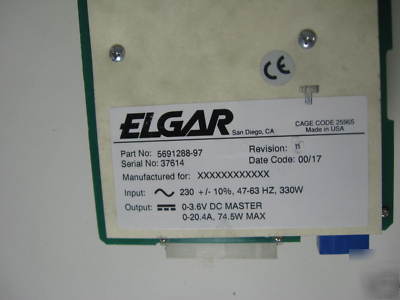 CE
ELGAR
San Diego, CA
CAGE CODE 25965
Made in USA
Part No: 5691288-97
Serial No: 37614
Revision: n
Date Code: 00/17
Manufactured for: XXXXXXXXXXXX
Input: 230 +/- 10%, 47-63 HZ, 330W
Output: 0-3.6V DC MASTER
0-20.4A, 74.5W MAX